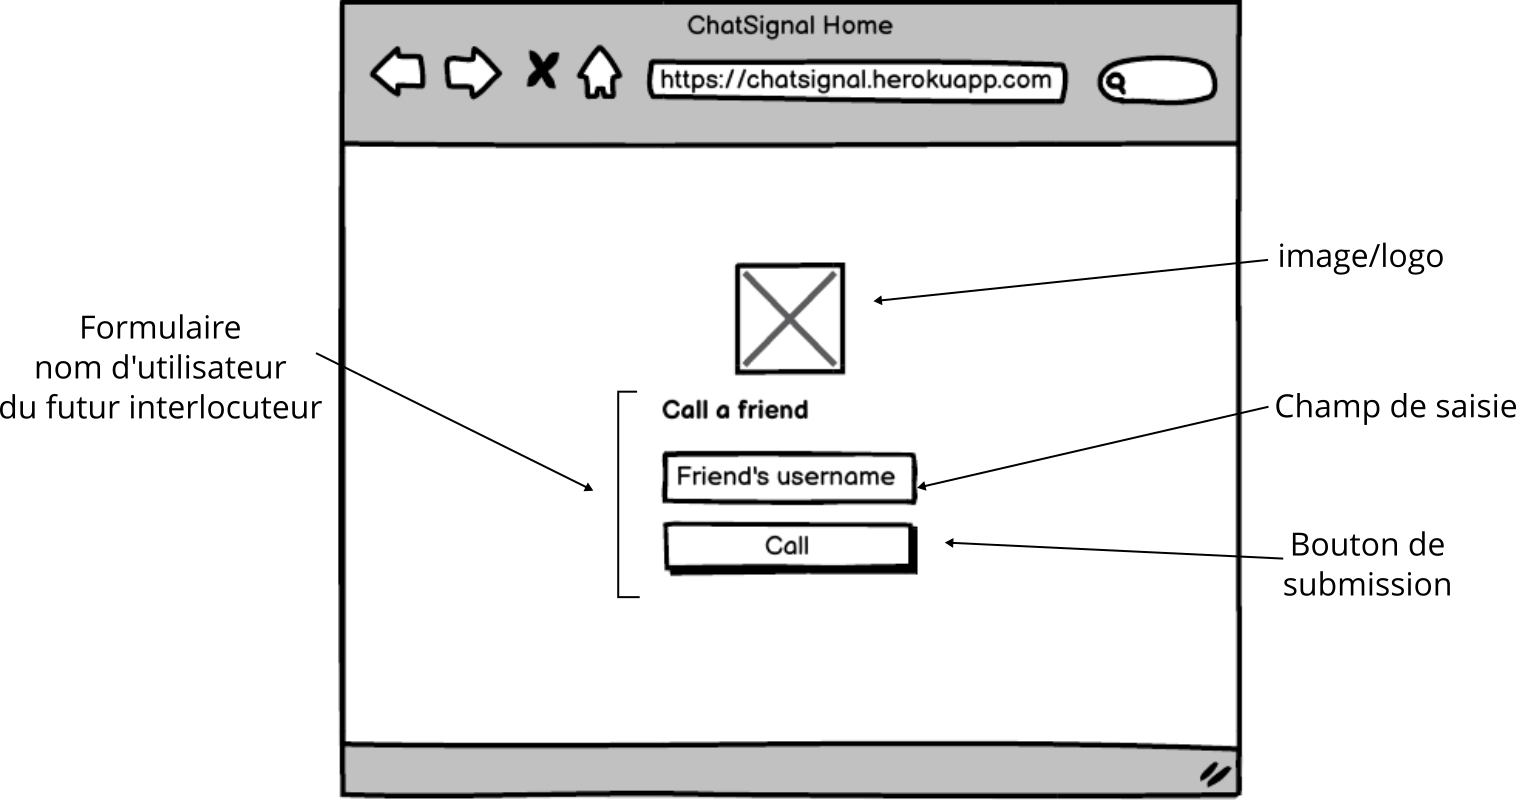 ChatSignal Home
https://chatsignal.herokuapp.com
image/logo
Formulaire
nom d'utilisateur
du futur interlocuteur
Call a friend
Champ de saisie
Friend's username
Call
Bouton de
submission